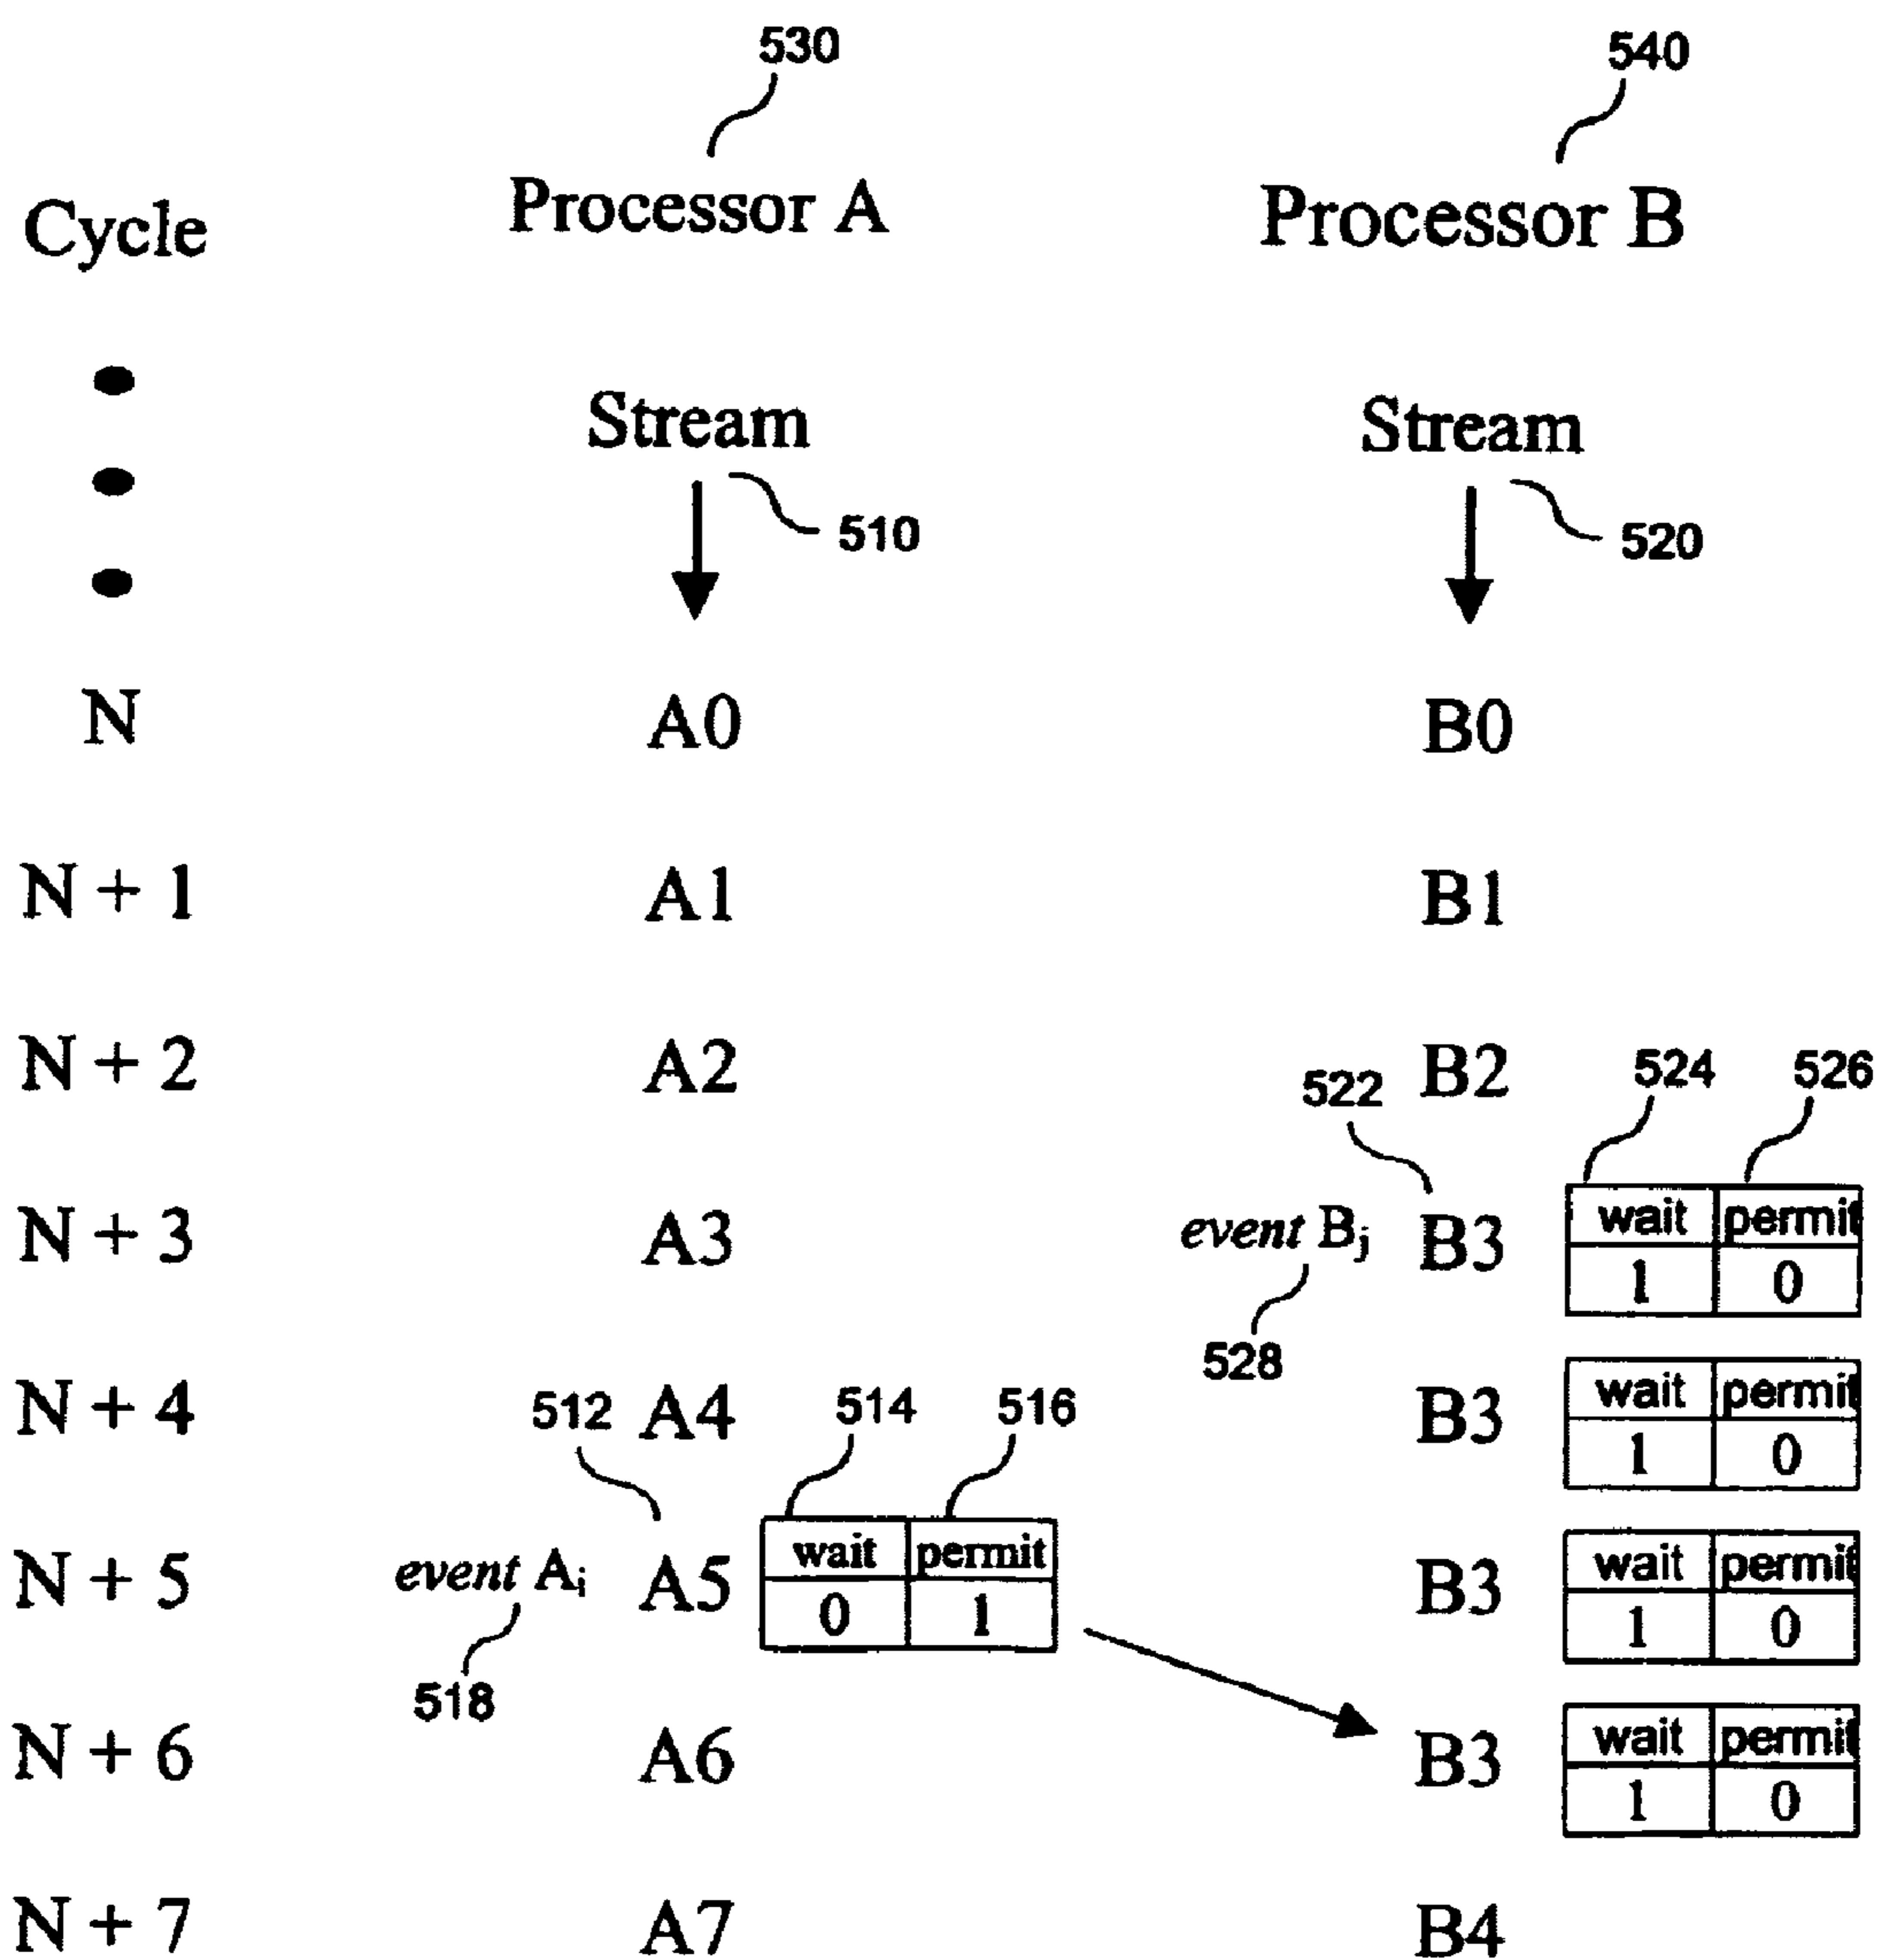 530 540
Cycle Processor A Processor B
Stream Stream
510 520
N A0 B0
N + 1 A1 B1
N + 2 A2 522 B2 524 526
N + 3 A3 event Bj B3 wait permit
1 0
528
N + 4 512 A4 514 516 B3 wait permit
1 0
N + 5 event Ai A5 wait permit B3 wait permit
0 1 1 0
518
N + 6 A6 B3 wait permit
1 0
N + 7 A7 B4